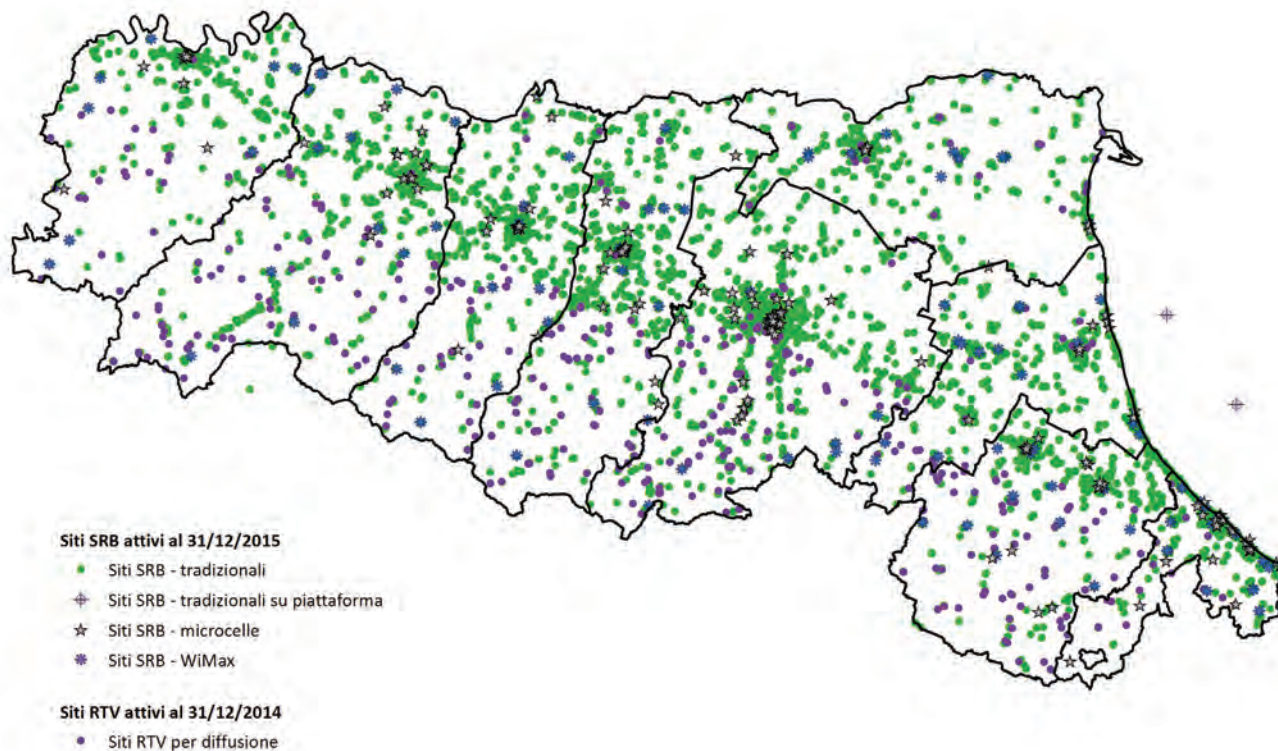 Siti SRB attivi al 31/12/2015
Siti SRB - tradizionali
Siti SRB - tradizionali su piattaforma
Siti SRB - microcelle
Siti SRB - WiMax
Siti RTV attivi al 31/12/2014
Siti RTV per diffusione